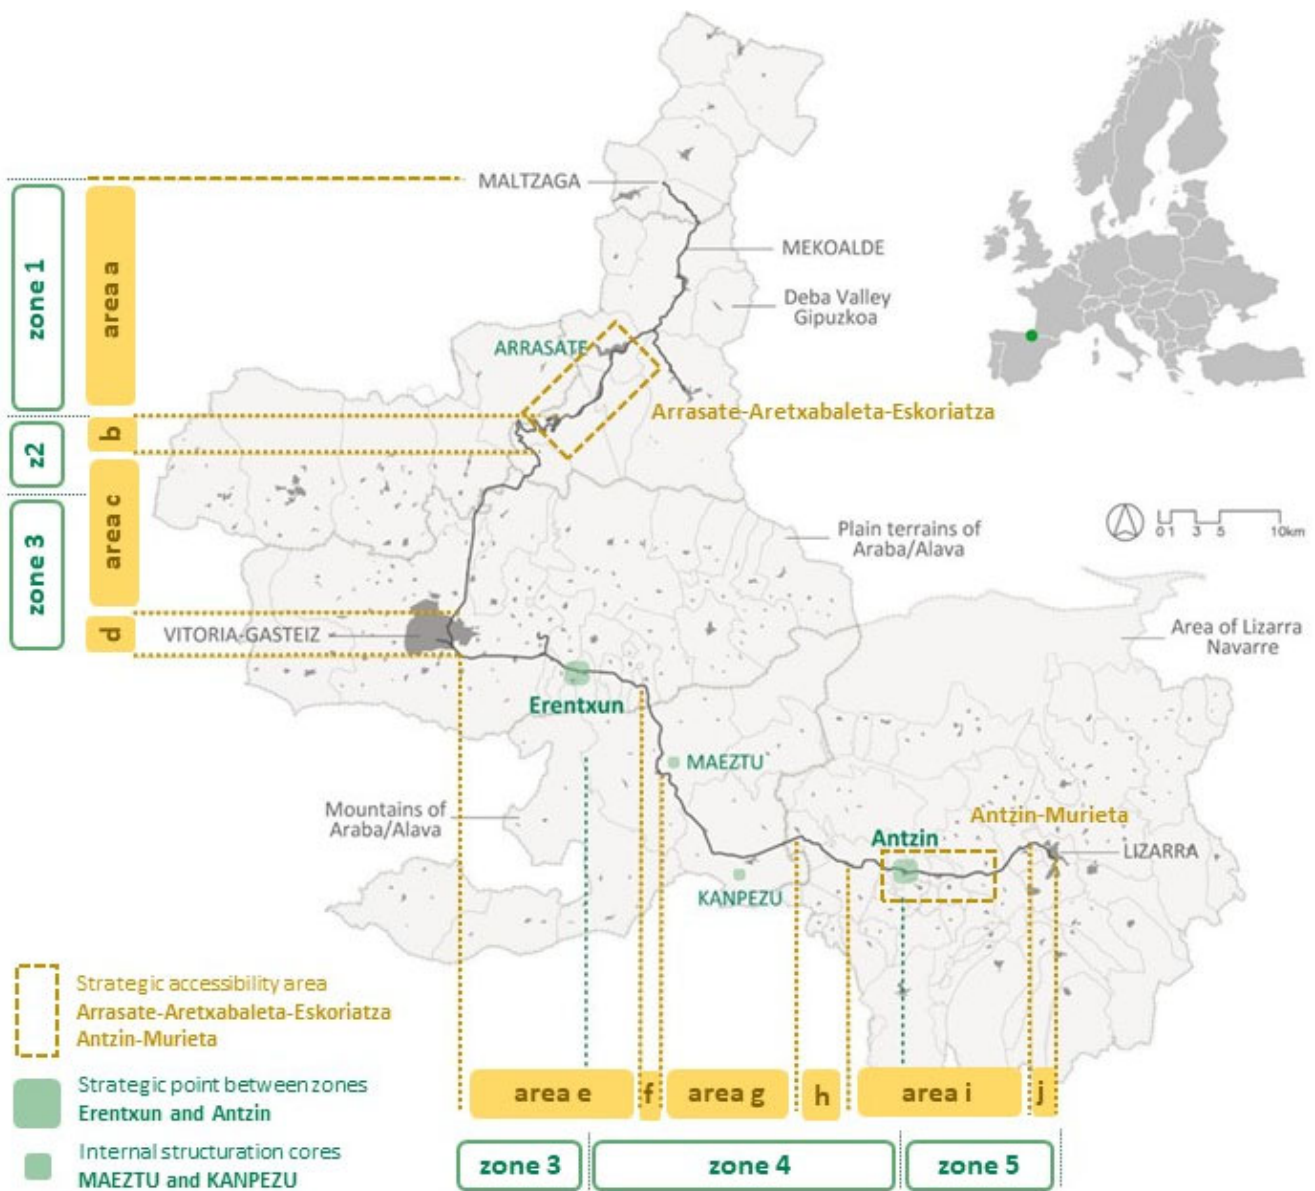 MALTZAGA
MEKOALDE
Deba Valley
Gipuzkoa
ARRASATE
Arrasate-Aretxabaleta-Eskoriatza
zone 1
area a
z2
b
zone 3
area c
d
Plain terrains of
Araba/Alava
0 1 3 5 10km
VITORIA-GASTEIZ
Area of Lizarra
Navarre
Erentxun
MAEZTU
Mountains of
Araba/Alava
Antzin-Murieta
Antzin
LIZARRA
KANPEZU
Strategic accessibility area
Arrasate-Aretxabaleta-Eskoriatza
Antzin-Murieta
Strategic point between zones
Erentxun and Antzin
Internal structuration cores
MAEZTU and KANPEZU
area e
f
area g
h
area i
j
zone 3
zone 4
zone 5